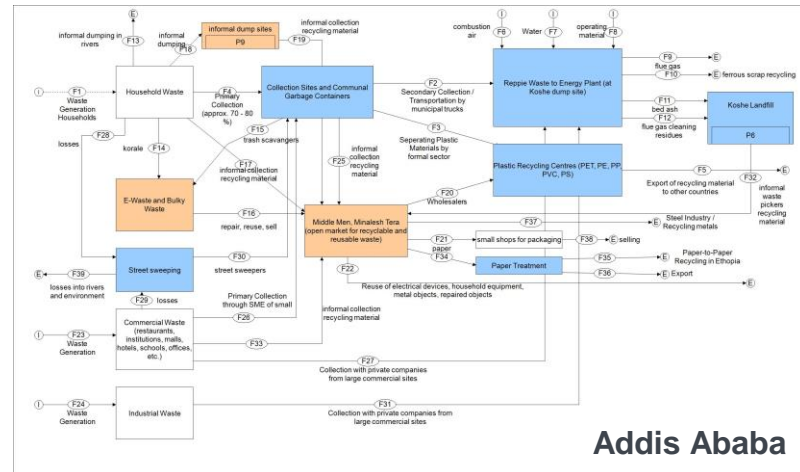 E
I
I
I
informal dumping in rivers
F13
informal dumping
F18
informal dump sites
P9
F19
informal collection
recycling material
combustion
air
F6
Water
F7
operating
material
F8
F9
E
flue gas
F10
E
ferrous scrap recycling
I
F1
Waste
Generation
Households
Household Waste
F4
Primary
Collection
(approx. 70 - 80
%)
Collection Sites and Communal
Garbage Containers
F2
Secondary Collection /
Transportation by
municipal trucks
Reppie Waste to Energy Plant (at
Koshe dump site)
F11
bed ash
F12
flue gas cleaning
residues
Koshe Landfill
P6
F28
losses
F14
korale
F15
trash scavangers
F17
informal collection
recycling material
F25
informal
collection
recycling
material
F3
Seperating Plastic
Materials by
formal sector
Plastic Recycling Centres (PET, PE, PP,
PVC, PS)
F5
E
Export of recycling material
to other countries
F32
informal
waste
pickers
recycling
material
E-Waste and Bulky
Waste
F16
repair, reuse, sell
Middle Men, Minalesh Tera
(open market for recyclable and
reusable waste)
F20
Wholesalers
F37
E
Steel Industry /
Recycling metals
F21
paper
small shops for packaging
F38
E
selling
F34
Paper Treatment
F35
E
Paper-to-Paper
Recycling in Ethopia
F36
E
Export
F22
E
Reuse of electrical devices, household equipment,
metal objects, repaired objects
Street sweeping
F30
street sweepers
E
F39
losses into rivers
and environment
F29
losses
Primary Collection
through SME of small
F26
informal collection
recycling material
F33
I
F23
Waste
Generation
Commercial Waste
(restaurants,
institutions, malls,
hotels, schools, offices,
etc.)
F27
Collection with private companies
from large commercial sites
I
F24
Waste
Generation
Industrial Waste
F31
Collection with private companies from
large commercial sites
Addis Ababa